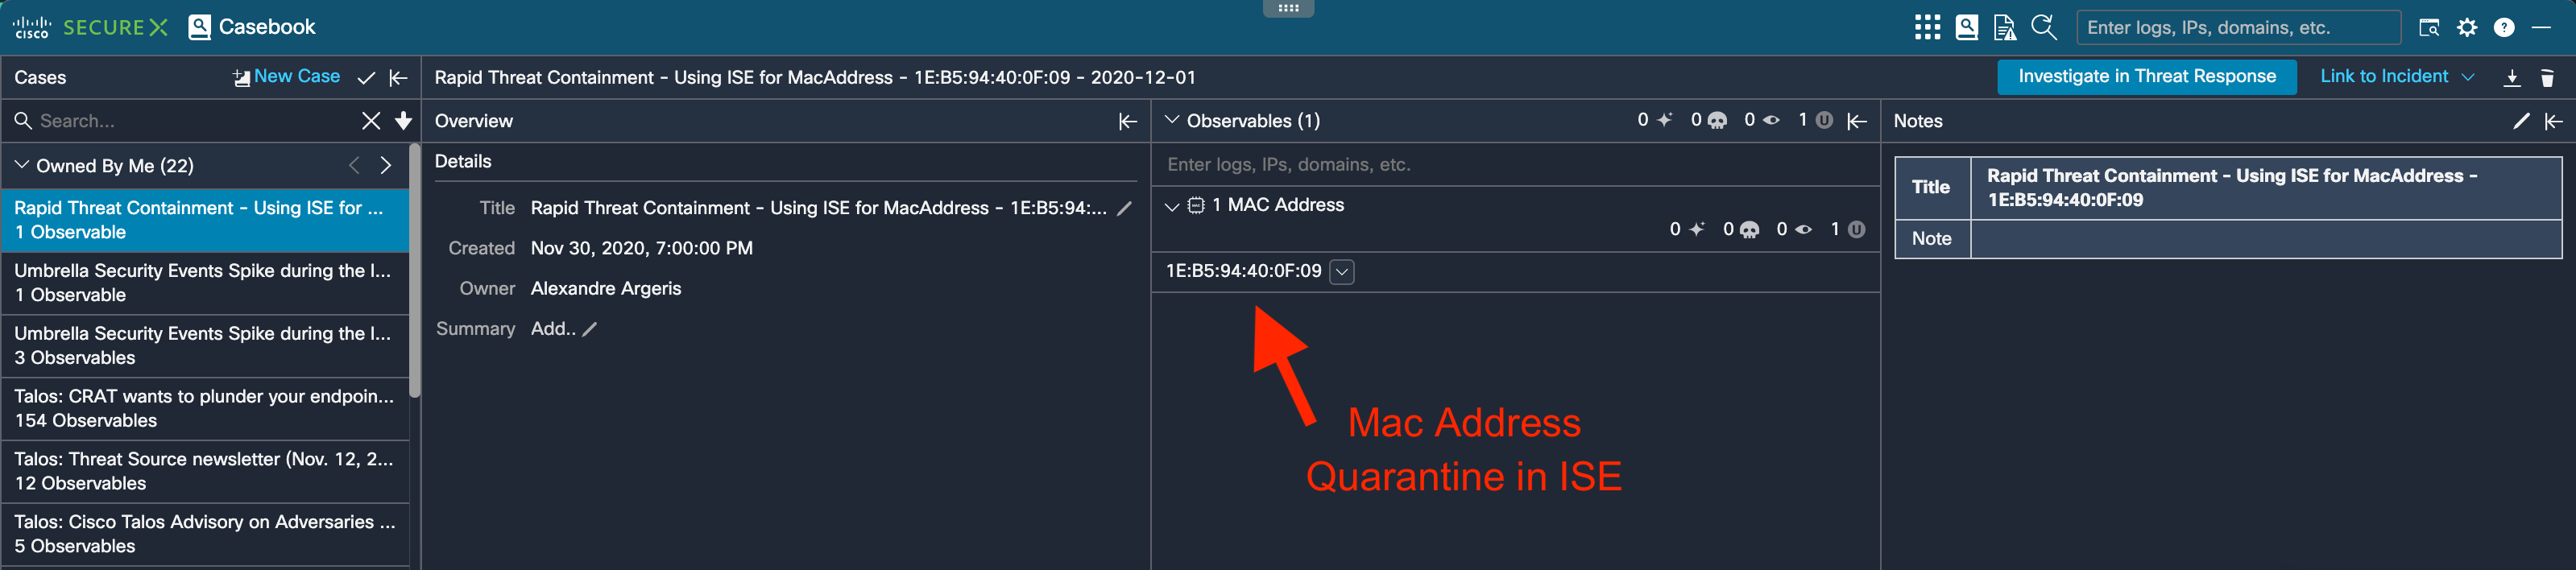 cisco SECUREX Casebook
Enter logs, IPs, domains, etc.
Cases
New Case
Rapid Threat Containment - Using ISE for MacAddress - 1E:B5:94:40:0F:09 - 2020-12-01
Investigate in Threat Response
Link to Incident
Search...
Owned By Me (22)
Rapid Threat Containment - Using ISE for ...
1 Observable
Umbrella Security Events Spike during the l...
1 Observable
Umbrella Security Events Spike during the l...
3 Observables
Talos: CRAT wants to plunder your endpoin...
154 Observables
Talos: Threat Source newsletter (Nov. 12, 2...
12 Observables
Talos: Cisco Talos Advisory on Adversaries ...
5 Observables
Overview
Details
Title Rapid Threat Containment - Using ISE for MacAddress - 1E:B5:94:...
Created Nov 30, 2020, 7:00:00 PM
Owner Alexandre Argeris
Summary Add..
Observables (1)
0 0 0 1 U
Enter logs, IPs, domains, etc.
1 MAC Address
0 0 0 1 U
1E:B5:94:40:0F:09
Mac Address
Quarantine in ISE
Notes
Title Rapid Threat Containment - Using ISE for MacAddress -
1E:B5:94:40:0F:09
Note